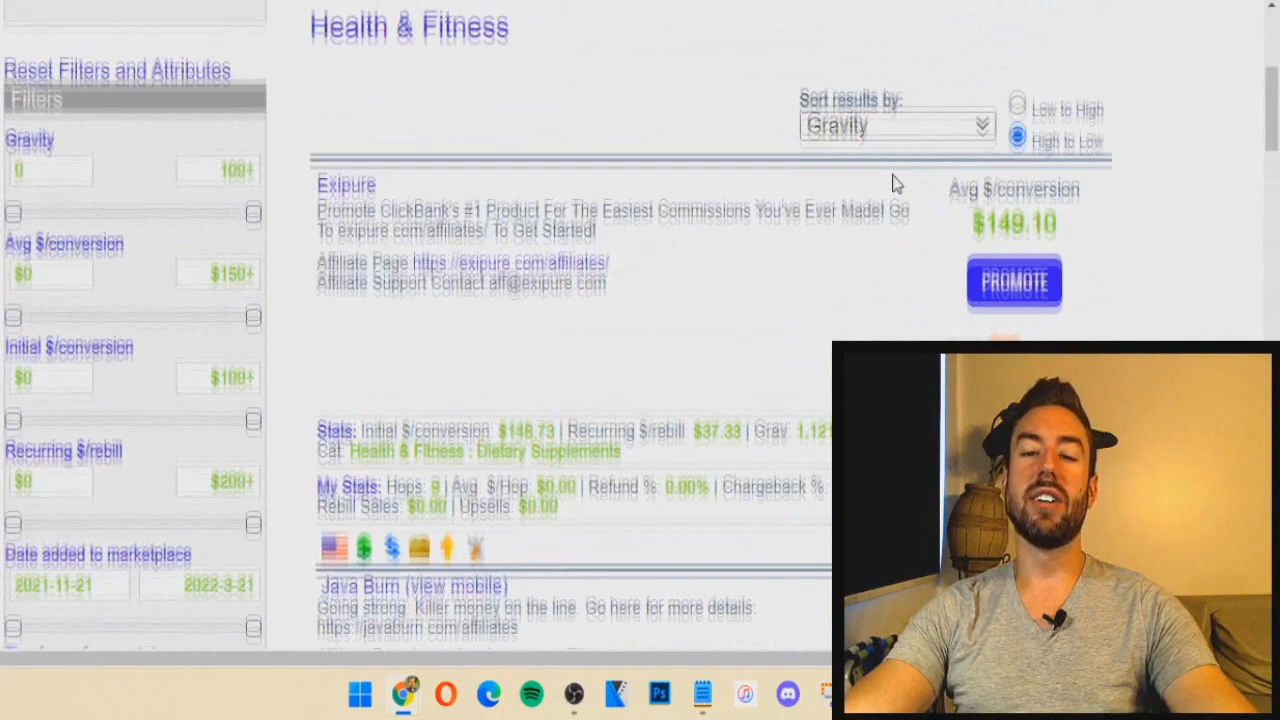 Health & Fitness
Reset Filters and Attributes
Filters
Sort results by:
Gravity
Low to High
High to Low
Gravity
0 100+
Avg $/conversion
$0 $150+
Initial $/conversion
$0 $100+
Recurring $/rebill
$0 $200+
Date added to marketplace
2021-11-21 2022-3-21
Exipure
Promote ClickBank's #1 Product For The Easiest Commissions You've Ever Made! Go
To exipure.com/affiliates/ To Get Started!
Affiliate Page https://exipure.com/affiliates/
Affiliate Support Contact aff@exipure.com
Avg $/conversion
$149.10
PROMOTE
Stats: Initial $/conversion: $146.73 | Recurring $/rebill: $37.33 | Grav: 1,121
Cat: Health & Fitness : Dietary Supplements
My Stats: Hops: 0 | Avg. $/Hop: $0.00 | Refund %: 0.00% | Chargeback %:
Rebill Sales: $0.00 | Upsells: $0.00
Java Burn (view mobile)
Going strong. Killer money on the line. Go here for more details:
https://javaburn.com/affiliates
Ps